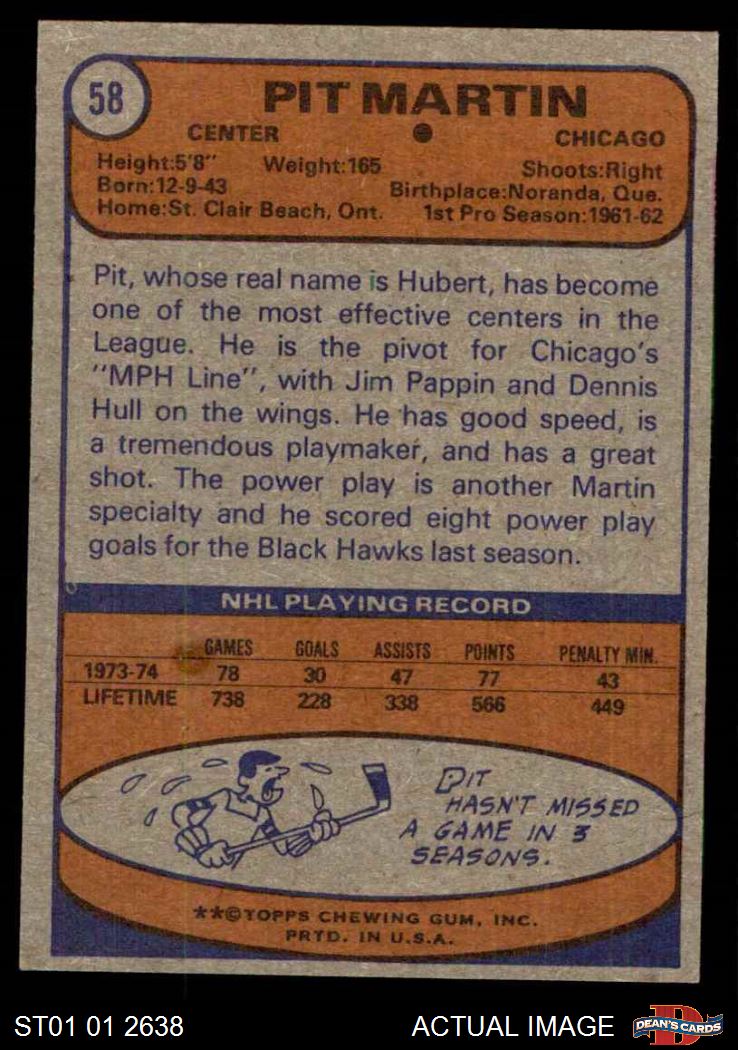 58
PIT MARTIN
CENTER
CHICAGO
Height:5'8" Weight:165 Shoots:Right
Born:12-9-43 Birthplace:Noranda, Que.
Home:St. Clair Beach, Ont. 1st Pro Season:1961-62
Pit, whose real name is Hubert, has become
one of the most effective centers in the
League. He is the pivot for Chicago's
"MPH Line", with Jim Pappin and Dennis
Hull on the wings. He has good speed, is
a tremendous playmaker, and has a great
shot. The power play is another Martin
specialty and he scored eight power play
goals for the Black Hawks last season.
NHL PLAYING RECORD
GAMES GOALS ASSISTS POINTS PENALTY MIN.
1973-74 78 30 47 77 43
LIFETIME 738 228 338 566 449
PIT
HASN'T MISSED
A GAME IN 3
SEASONS.
**©TOPPS CHEWING GUM, INC.
PRTD. IN U.S.A.
ST01 01 2638 ACTUAL IMAGE
D
DEAN'S CARDS